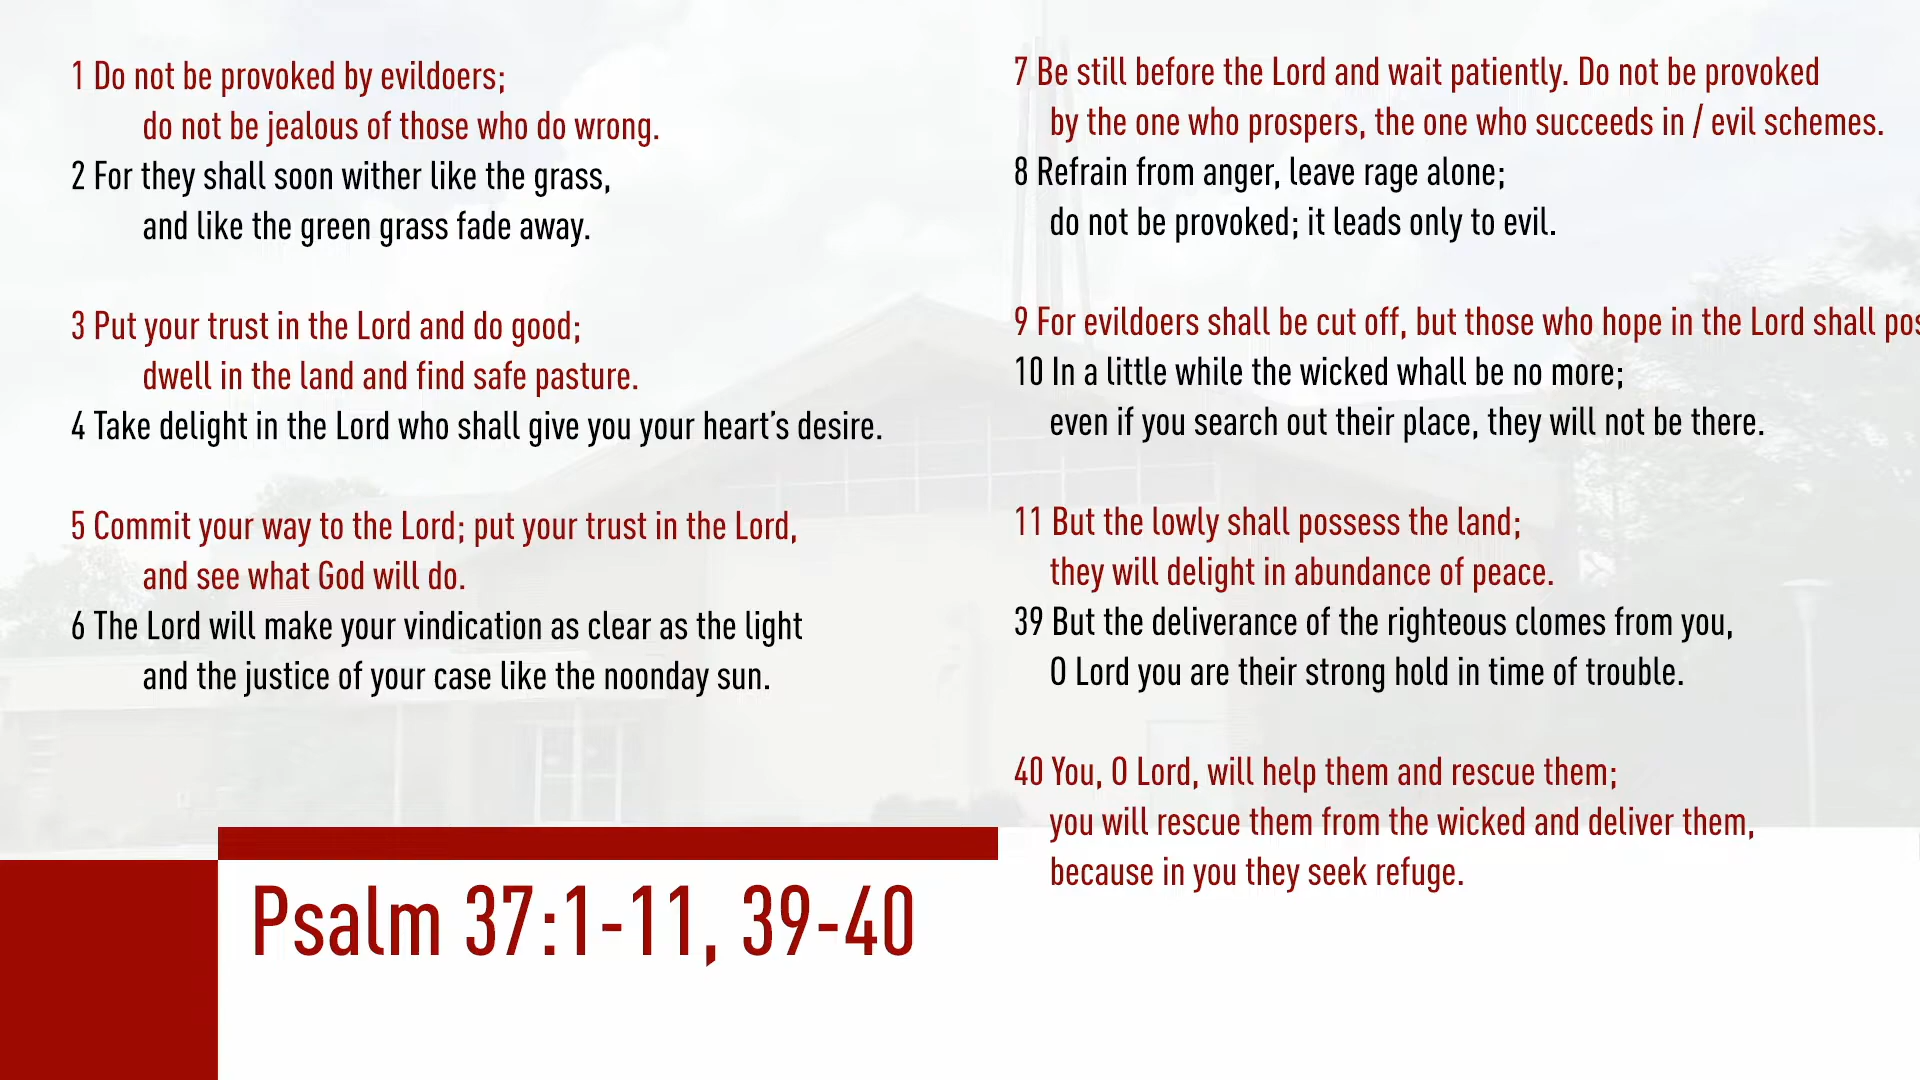 1 Do not be provoked by evildoers;
do not be jealous of those who do wrong.
2 For they shall soon wither like the grass,
and like the green grass fade away.
3 Put your trust in the Lord and do good;
dwell in the land and find safe pasture.
4 Take delight in the Lord who shall give you your heart’s desire.
5 Commit your way to the Lord; put your trust in the Lord,
and see what God will do.
6 The Lord will make your vindication as clear as the light
and the justice of your case like the noonday sun.
7 Be still before the Lord and wait patiently. Do not be provoked
by the one who prospers, the one who succeeds in / evil schemes.
8 Refrain from anger, leave rage alone;
do not be provoked; it leads only to evil.
9 For evildoers shall be cut off, but those who hope in the Lord shall
10 In a little while the wicked whall be no more;
even if you search out their place, they will not be there.
11 But the lowly shall possess the land;
they will delight in abundance of peace.
39 But the deliverance of the righteous clomes from you,
O Lord you are their strong hold in time of trouble.
40 You, O Lord, will help them and rescue them;
you will rescue them from the wicked and deliver them,
because in you they seek refuge.
Psalm 37:1-11, 39-40